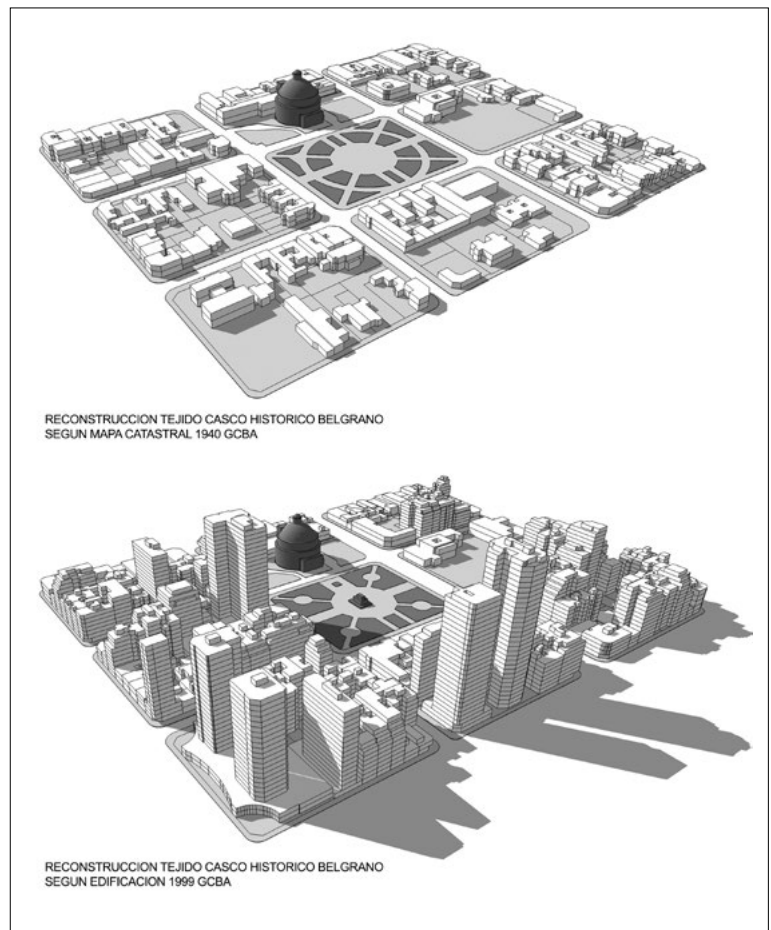 RECONSTRUCCION TEJIDO CASCO HISTORICO BELGRANO
SEGUN MAPA CATASTRAL 1940 GCBA
RECONSTRUCCION TEJIDO CASCO HISTORICO BELGRANO
SEGUN EDIFICACION 1999 GCBA